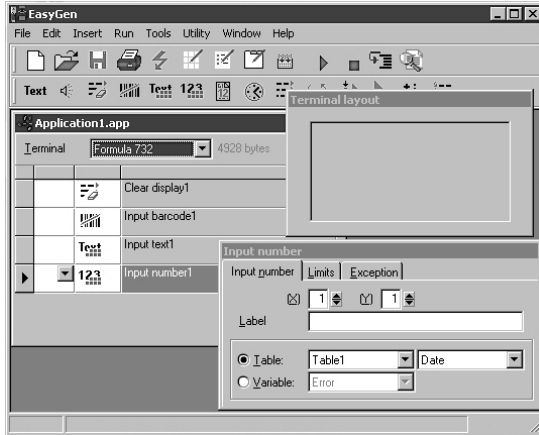 EasyGen
File Edit Insert Run Tools Utility Window Help
Text 123 12
Terminal layout
Application1.app
Terminal Formula 732 4928 bytes
Clear display1
Input barcode1
Text Input text1
123 Input number1
Input number
Input number Limits Exception
(X) 1 (Y) 1
Label
Table: Table1 Date
Variable: Error